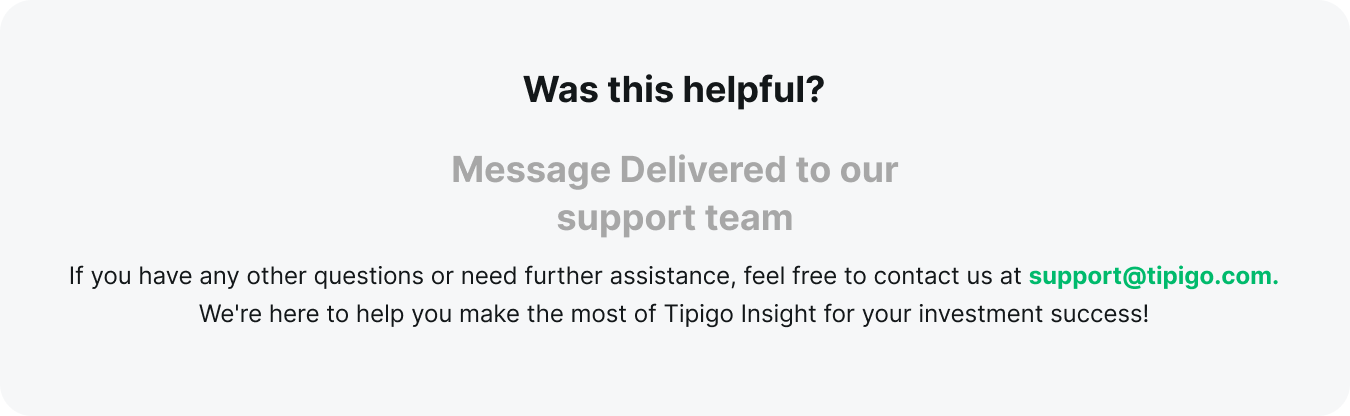 Was this helpful?
Message Delivered to our
support team
If you have any other questions or need further assistance, feel free to contact us at support@tipigo.com.
We're here to help you make the most of Tipigo Insight for your investment success!